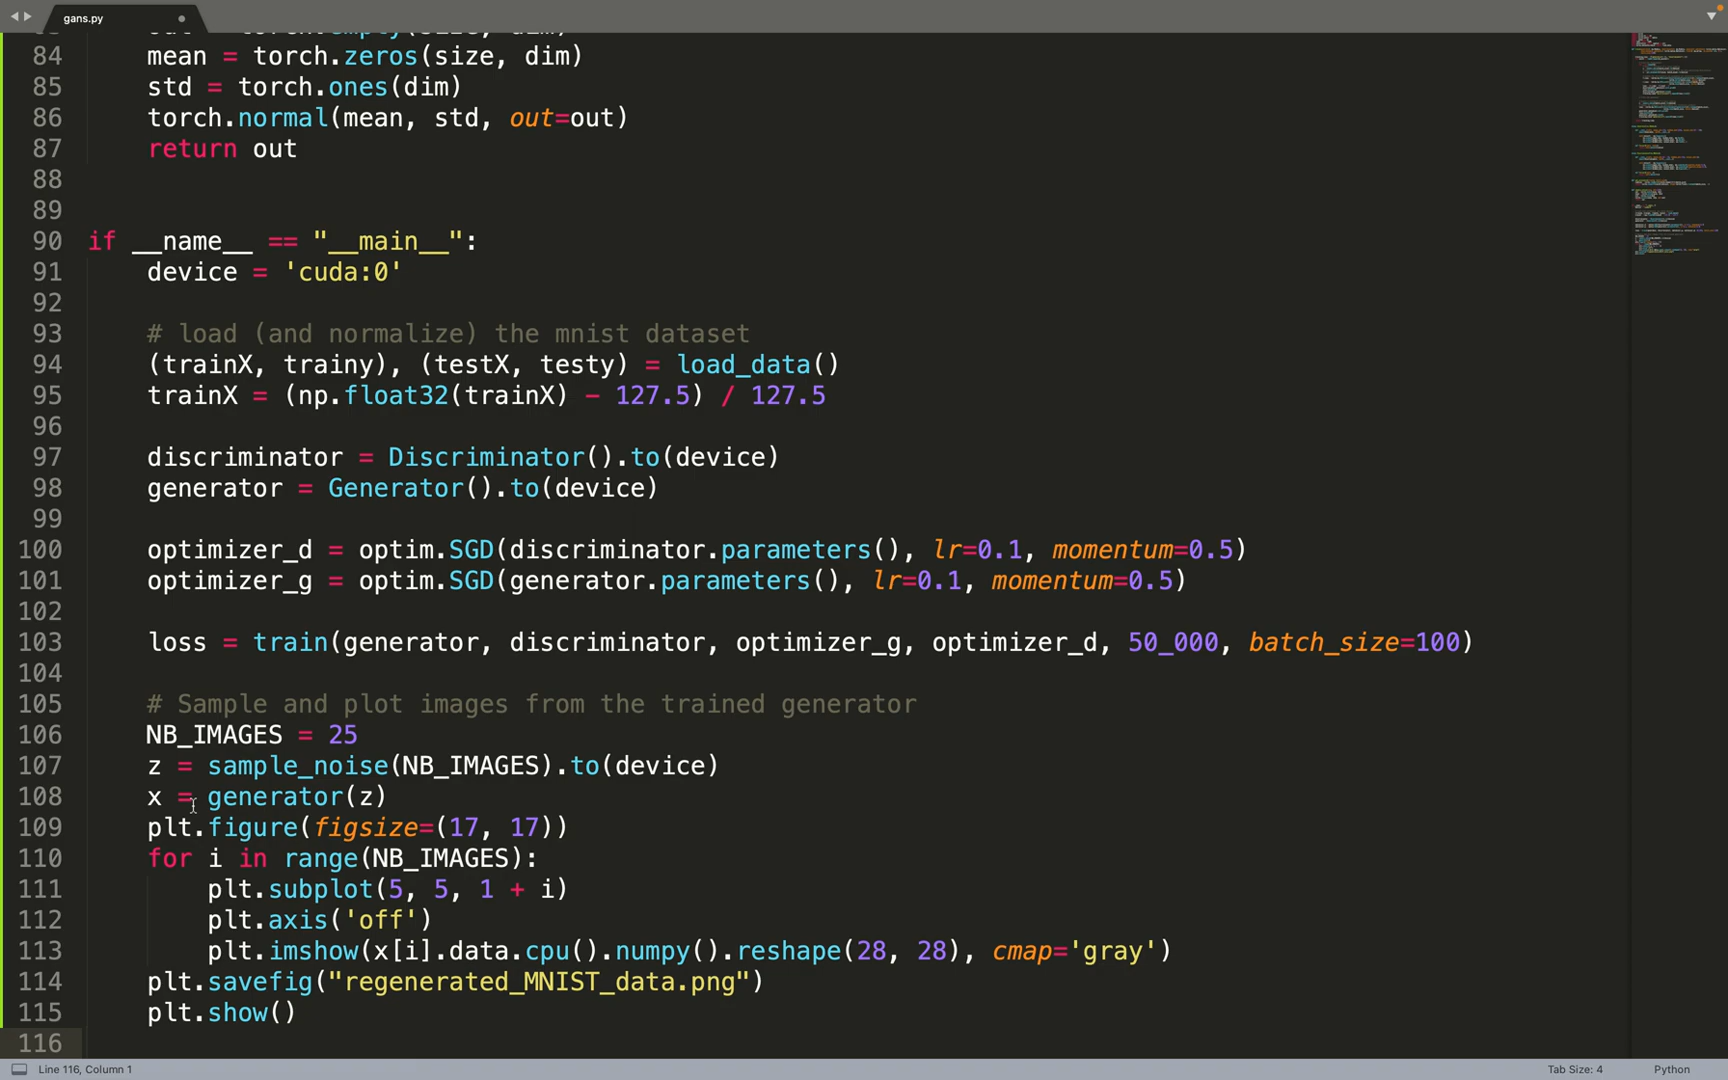 gans.py
84 mean = torch.zeros(size, dim)
85 std = torch.ones(dim)
86 torch.normal(mean, std, out=out)
87 return out
88
89
90 if __name__ == "__main__":
91 device = 'cuda:0'
92
93 # load (and normalize) the mnist dataset
94 (trainX, trainy), (testX, testy) = load_data()
95 trainX = (np.float32(trainX) - 127.5) / 127.5
96
97 discriminator = Discriminator().to(device)
98 generator = Generator().to(device)
99
100 optimizer_d = optim.SGD(discriminator.parameters(), lr=0.1, momentum=0.5)
101 optimizer_g = optim.SGD(generator.parameters(), lr=0.1, momentum=0.5)
102
103 loss = train(generator, discriminator, optimizer_g, optimizer_d, 50_000, batch_size=100)
104
105 # Sample and plot images from the trained generator
106 NB_IMAGES = 25
107 z = sample_noise(NB_IMAGES).to(device)
108 x = generator(z)
109 plt.figure(figsize=(17, 17))
110 for i in range(NB_IMAGES):
111 plt.subplot(5, 5, 1 + i)
112 plt.axis('off')
113 plt.imshow(x[i].data.cpu().numpy().reshape(28, 28), cmap='gray')
114 plt.savefig("regenerated_MNIST_data.png")
115 plt.show()
116
Line 116, Column 1
Tab Size: 4
Python